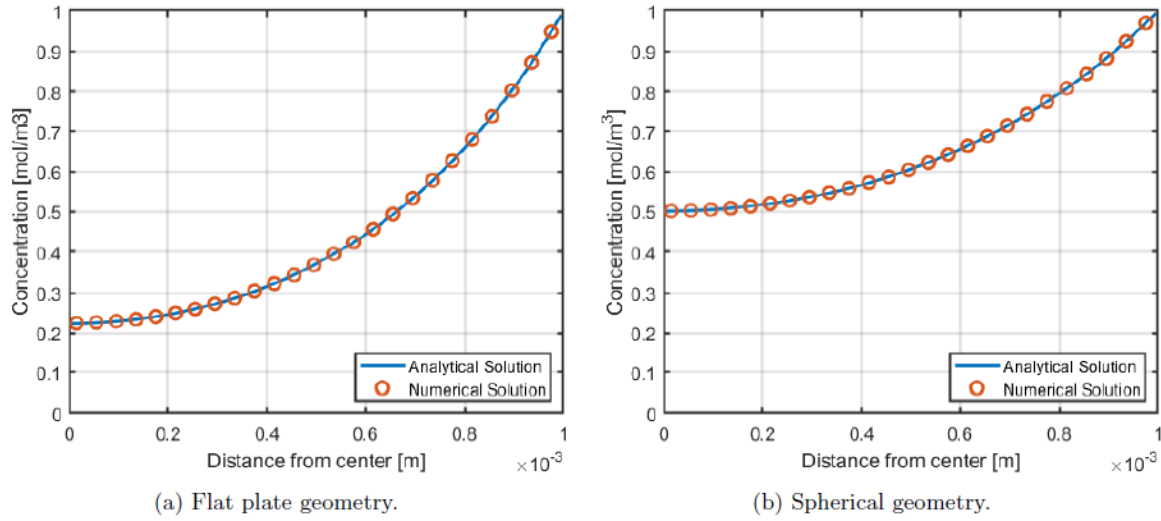 1
0.9
0.8
0.7
0.6
0.5
0.4
0.3
0.2
0.1
0
Concentration [mol/m3]
Analytical Solution
Numerical Solution
0 0.2 0.4 0.6 0.8 1
Distance from center [m]
×10⁻³
(a) Flat plate geometry.
1
0.9
0.8
0.7
0.6
0.5
0.4
0.3
0.2
0.1
0
Concentration [mol/m³]
Analytical Solution
Numerical Solution
0 0.2 0.4 0.6 0.8 1
Distance from center [m]
×10⁻³
(b) Spherical geometry.